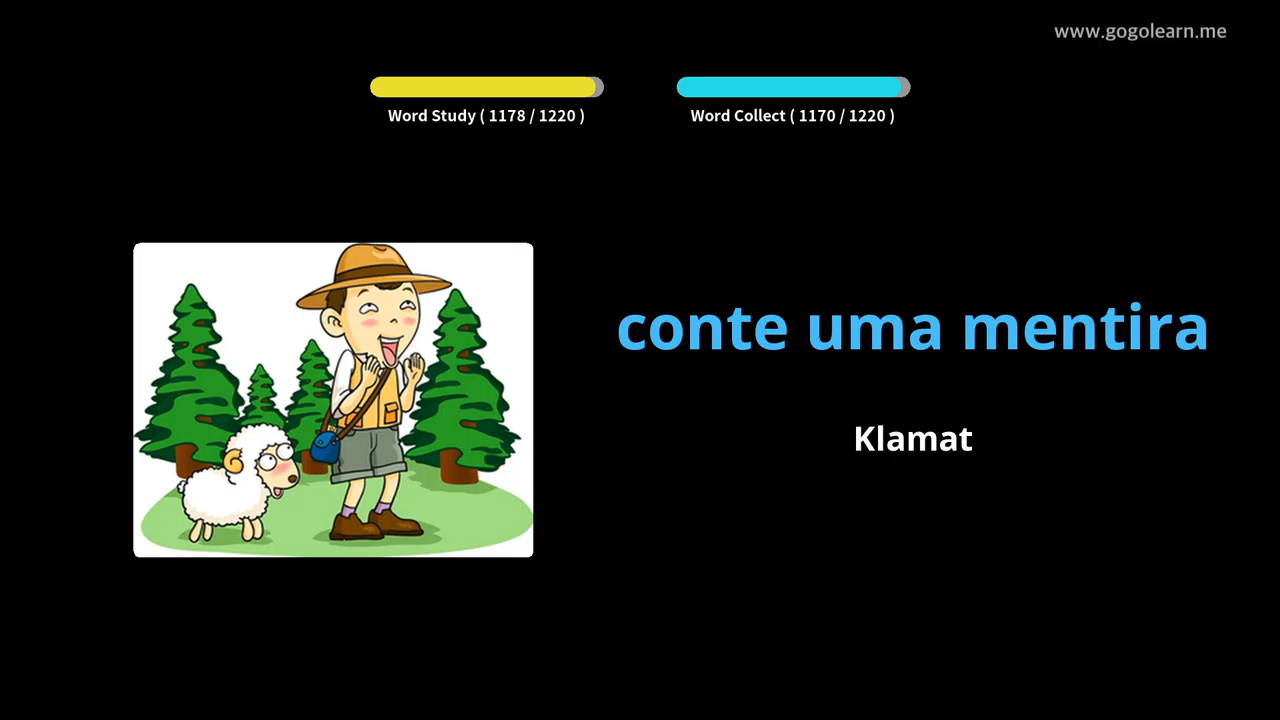 www.gogolearn.me
Word Study ( 1178 / 1220 )
Word Collect ( 1170 / 1220 )
conte uma mentira
Klamat